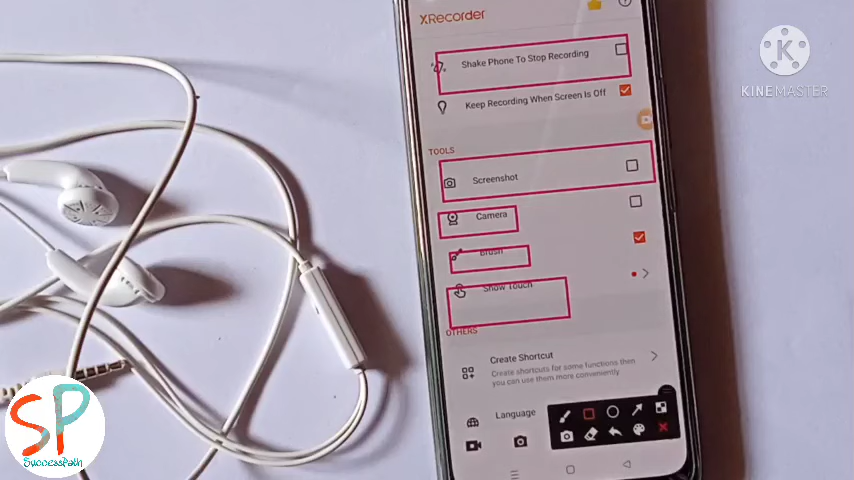 XRecorder
Shake Phone To Stop Recording
Keep Recording When Screen Is Off
TOOLS
Screenshot
Camera
Brush
Show Touch
OTHERS
Create Shortcut
Create shortcuts for some functions then
you can use them more conveniently
Language
K
KINEMASTER
SP
SuccessPath